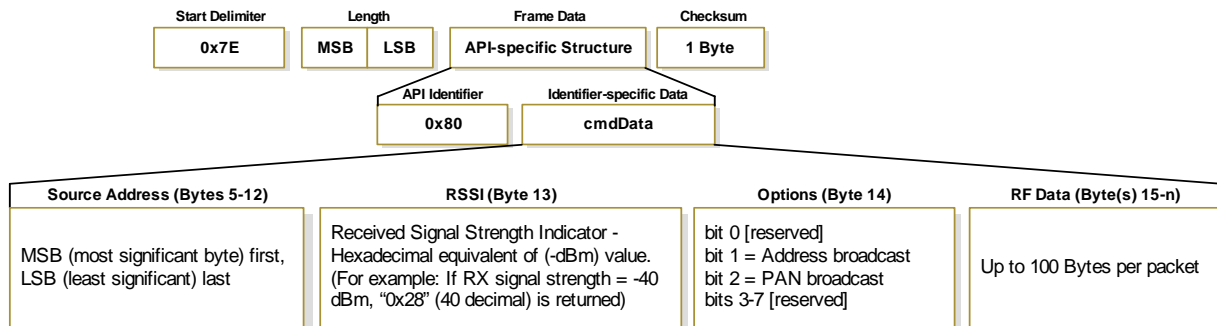 Start Delimiter Length Frame Data Checksum
0x7E MSB LSB API-specific Structure 1 Byte
API Identifier Identifier-specific Data
0x80 cmdData
Source Address (Bytes 5-12)
MSB (most significant byte) first,
LSB (least significant) last
RSSI (Byte 13)
Received Signal Strength Indicator -
Hexadecimal equivalent of (-dBm) value.
(For example: If RX signal strength = -40
dBm, “0x28” (40 decimal) is returned)
Options (Byte 14)
bit 0 [reserved]
bit 1 = Address broadcast
bit 2 = PAN broadcast
bits 3-7 [reserved]
RF Data (Byte(s) 15-n)
Up to 100 Bytes per packet